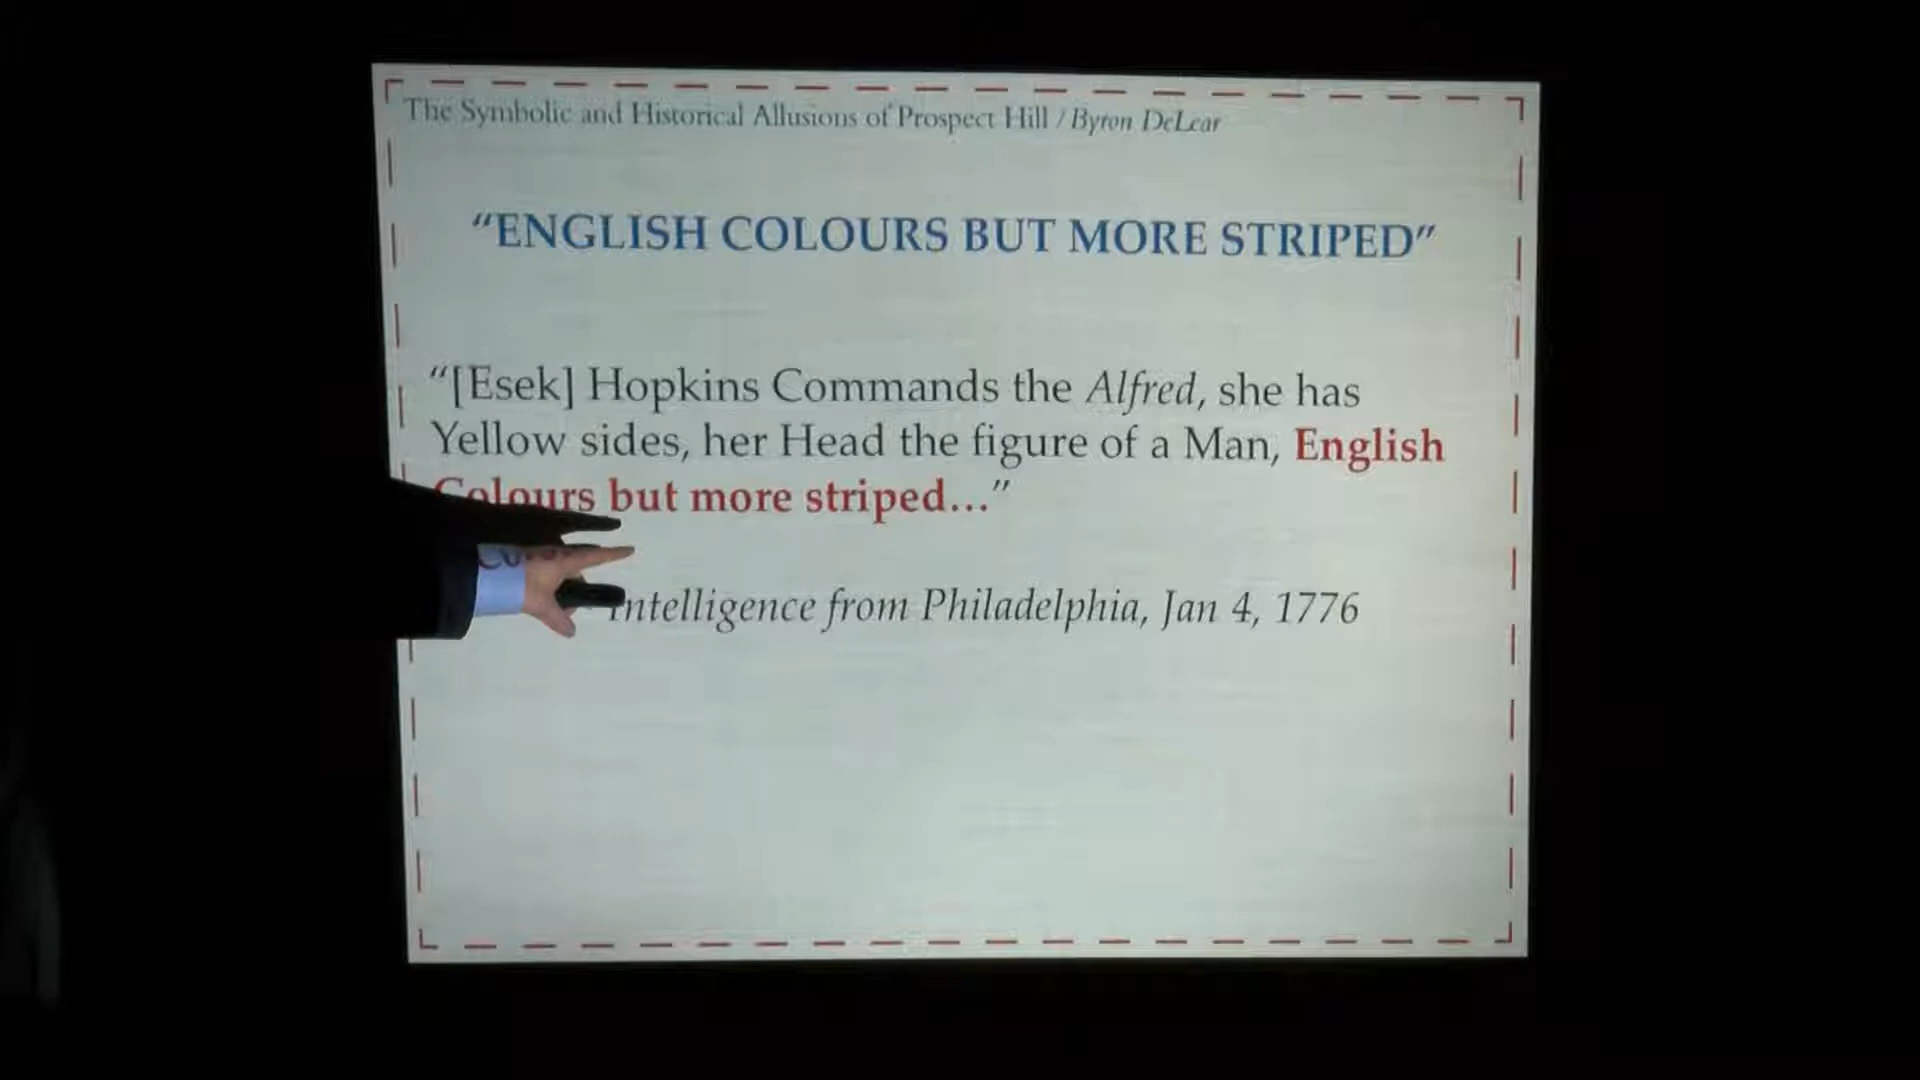 The Symbolic and Historical Allusions of Prospect Hill / Byron DeLear
"ENGLISH COLOURS BUT MORE STRIPED"
"[Esek] Hopkins Commands the Alfred, she has
Yellow sides, her Head the figure of a Man, English
Colours but more striped..."
Intelligence from Philadelphia, Jan 4, 1776